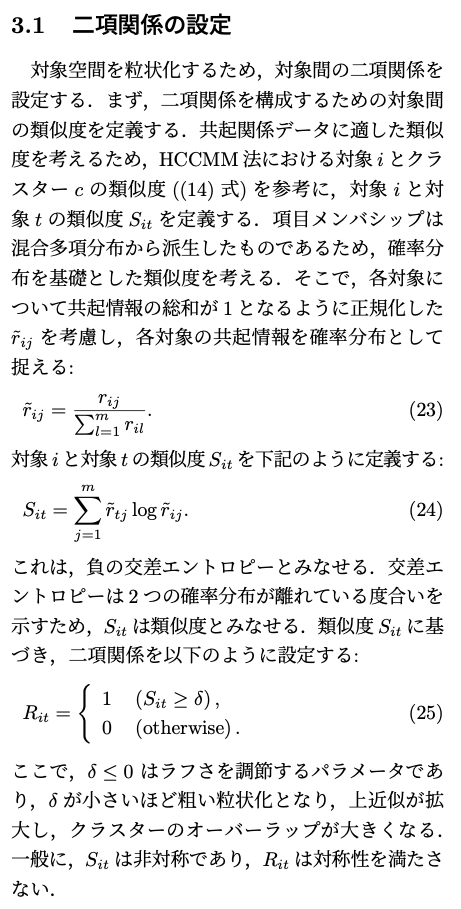 3.1 二項関係の設定
対象空間を粒状化するため，対象間の二項関係を
設定する．まず，二項関係を構成するための対象間
の類似度を定義する．共起関係データに適した類似
度を考えるため，HCCMM 法における対象 i とクラ
スター c の類似度 ((14) 式) を参考に，対象 i と対
象 t の類似度 S_{it} を定義する．項目メンバシップは
混合多項分布から派生したものであるため，確率分
布を基礎とした類似度を考える．そこで，各対象に
ついて共起情報の総和が 1 となるように正規化した
\tilde{r}_{ij} を考慮し，各対象の共起情報を確率分布として
捉える:
\tilde{r}_{ij} = \frac{r_{ij}}{\sum_{l=1}^{m} r_{il}}. (23)
対象 i と対象 t の類似度 S_{it} を下記のように定義する:
S_{it} = \sum_{j=1}^{m} \tilde{r}_{tj} \log \tilde{r}_{ij}. (24)
これは，負の交差エントロピーとみなせる．交差エ
ントロピーは 2 つの確率分布が離れている度合いを
示すため，S_{it} は類似度とみなせる．類似度 S_{it} に基
づき，二項関係を以下のように設定する:
R_{it} = \begin{cases} 1 & (S_{it} \geq \delta), \\ 0 & (\text{otherwise}). \end{cases} (25)
ここで，δ ≤ 0 はラフさを調節するパラメータであ
り，δ が小さいほど粗い粒状化となり，上近似が拡
大し，クラスターのオーバーラップが大きくなる．
一般に，S_{it} は非対称であり，R_{it} は対称性を満たさ
ない．